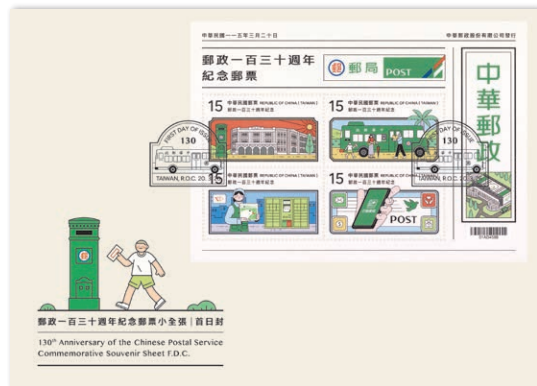 中華民國一一五年三月二十日
中華郵政股份有限公司發行
郵政一百三十週年
紀念郵票
郵局 POST
中華郵政
15 中華民國郵票 REPUBLIC OF CHINA (TAIWAN)
郵政一百三十週年紀念
15 中華民國郵票 REPUBLIC OF CHINA (TAIWAN)
郵政一百三十週年紀念
FIRST DAY OF ISSUE
130
TAIWAN, R.O.C. 20. 3.
FIRST DAY OF ISSUE
130
TAIWAN, R.O.C. 20. 3.
15 中華民國郵票 REPUBLIC OF CHINA (TAIWAN)
郵政一百三十週年紀念
15 中華民國郵票 REPUBLIC OF CHINA (TAIWAN)
郵政一百三十週年紀念
POST
郵政一百三十週年紀念郵票小全張|首日封
130th Anniversary of the Chinese Postal Service
Commemorative Souvenir Sheet F.D.C.